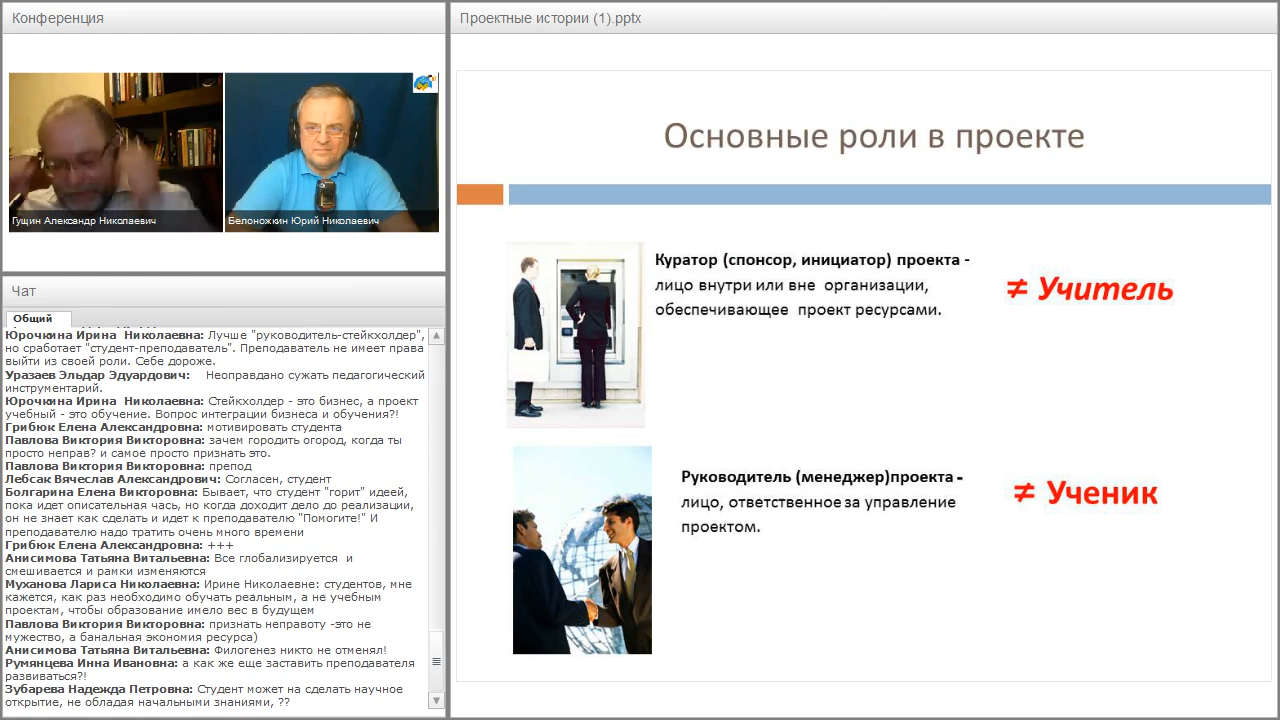 Конференция
Гущин Александр Николаевич
Белоножкин Юрий Николаевич
Чат
Общий
Юрочкина Ирина Николаевна: Лучше "руководитель-стейкхолдер",
но сработает "студент-преподаватель". Преподаватель не имеет права
выйти из своей роли. Себе дороже.
Уразаев Эльдар Эдуардович: Неоправдано сужать педагогический
инструментарий.
Юрочкина Ирина Николаевна: Стейкхолдер - это бизнес, а проект
учебный - это обучение. Вопрос интеграции бизнеса и обучения?!
Грибюк Елена Александровна: мотивировать студента
Павлова Виктория Викторовна: зачем городить огород, когда ты
просто неправ? и самое просто признать это.
Павлова Виктория Викторовна: препод
Лебсак Вячеслав Александрович: Согласен, студент
Болгарина Елена Викторовна: Бывает, что студент "горит" идеей,
пока идет описательная чась, но когда доходит дело до реализации,
он не знает как сделать и идет к преподавателю "Помогите!" И
преподавателю надо тратить очень много времени
Грибюк Елена Александровна: +++
Анисимова Татьяна Витальевна: Все глобализируется и
смешивается и рамки изменяются
Муханова Лариса Николаевна: Ирине Николаевне: студентов, мне
кажется, как раз необходимо обучать реальным, а не учебным
проектам, чтобы образование имело вес в будущем
Павлова Виктория Викторовна: признать неправоту -это не
мужество, а банальная экономия ресурса)
Анисимова Татьяна Витальевна: Филогенез никто не отменял!
Румянцева Инна Ивановна: а как же еще заставить преподавателя
развиваться?!
Зубарева Надежда Петровна: Студент может на сделать научное
открытие, не обладая начальными знаниями, ??
Проектные истории (1).pptx
Основные роли в проекте
Куратор (спонсор, инициатор) проекта -
лицо внутри или вне организации,
обеспечивающее проект ресурсами.
≠ Учитель
Руководитель (менеджер)проекта -
лицо, ответственное за управление
проектом.
≠ Ученик